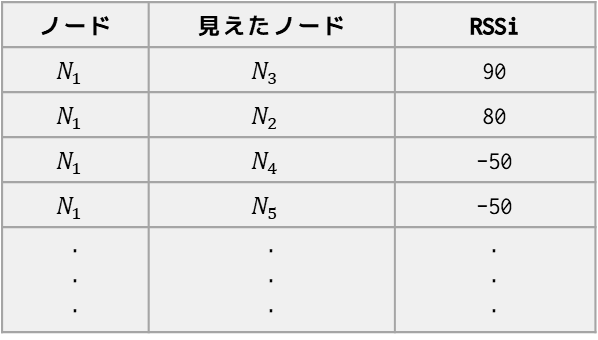 ノード 見えたノード RSSi
N1 N3 90
N1 N2 80
N1 N4 -50
N1 N5 -50
. . .
. . .
. . .